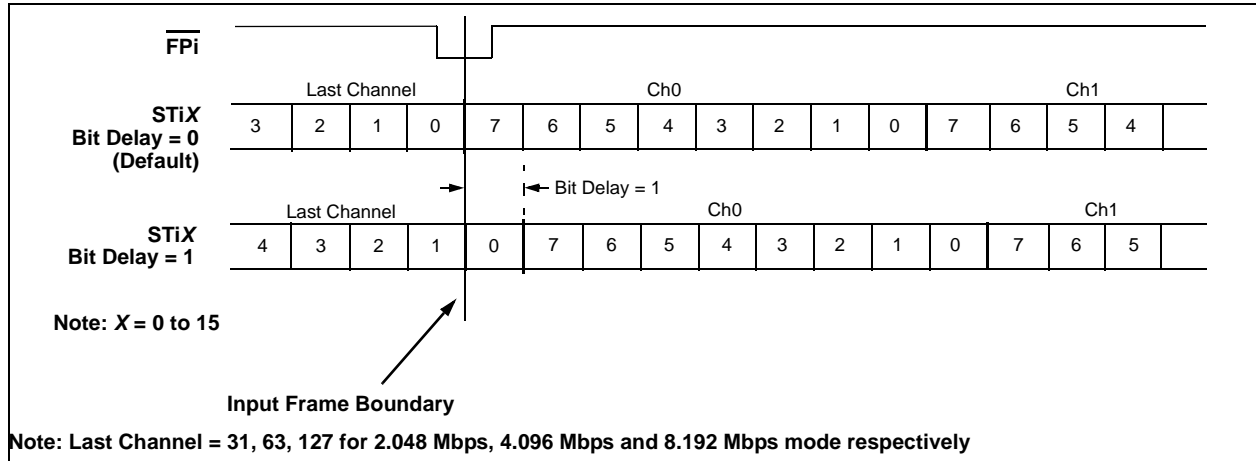 FPi
Last Channel Ch0 Ch1
STiX
Bit Delay = 0
(Default)
3 2 1 0 7 6 5 4 3 2 1 0 7 6 5 4
Bit Delay = 1
Last Channel Ch0 Ch1
STiX
Bit Delay = 1
4 3 2 1 0 7 6 5 4 3 2 1 0 7 6 5
Note: X = 0 to 15
Input Frame Boundary
Note: Last Channel = 31, 63, 127 for 2.048 Mbps, 4.096 Mbps and 8.192 Mbps mode respectively